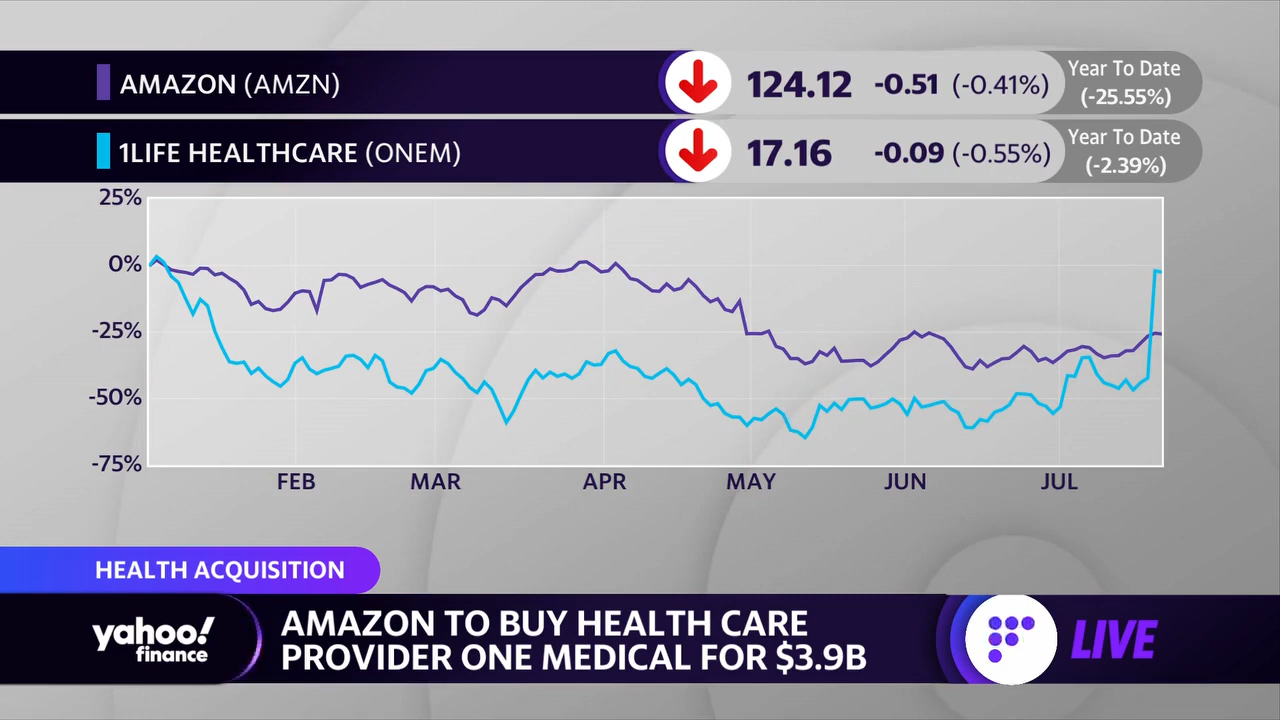 AMAZON (AMZN) 124.12 -0.51 (-0.41%) Year To Date
(-25.55%)
1LIFE HEALTHCARE (ONEM) 17.16 -0.09 (-0.55%) Year To Date
(-2.39%)
25%
0%
-25%
-50%
-75%
FEB MAR APR MAY JUN JUL
HEALTH ACQUISITION
yahoo!
finance
AMAZON TO BUY HEALTH CARE
PROVIDER ONE MEDICAL FOR $3.9B
LIVE